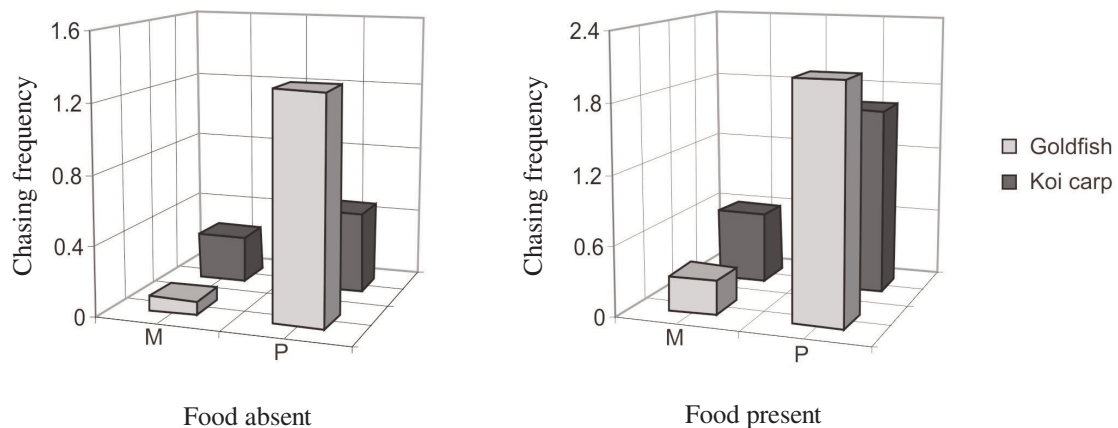 Chasing frequency
1.6
1.2
0.8
0.4
0
M
P
Food absent
Chasing frequency
2.4
1.8
1.2
0.6
0
M
P
Food present
Goldfish
Koi carp